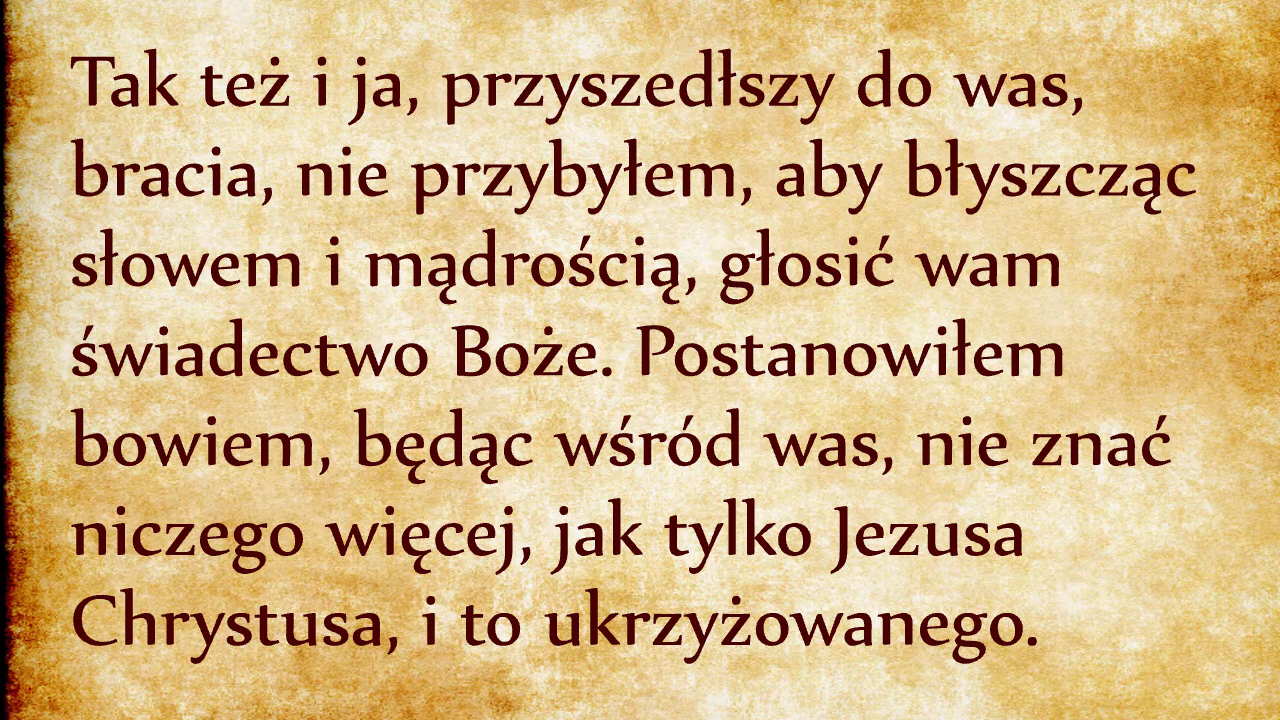 Tak też i ja, przyszedłszy do was,
bracia, nie przybyłem, aby błyszcząc
słowem i mądrością, głosić wam
świadectwo Boże. Postanowiłem
bowiem, będąc wśród was, nie znać
niczego więcej, jak tylko Jezusa
Chrystusa, i to ukrzyżowanego.